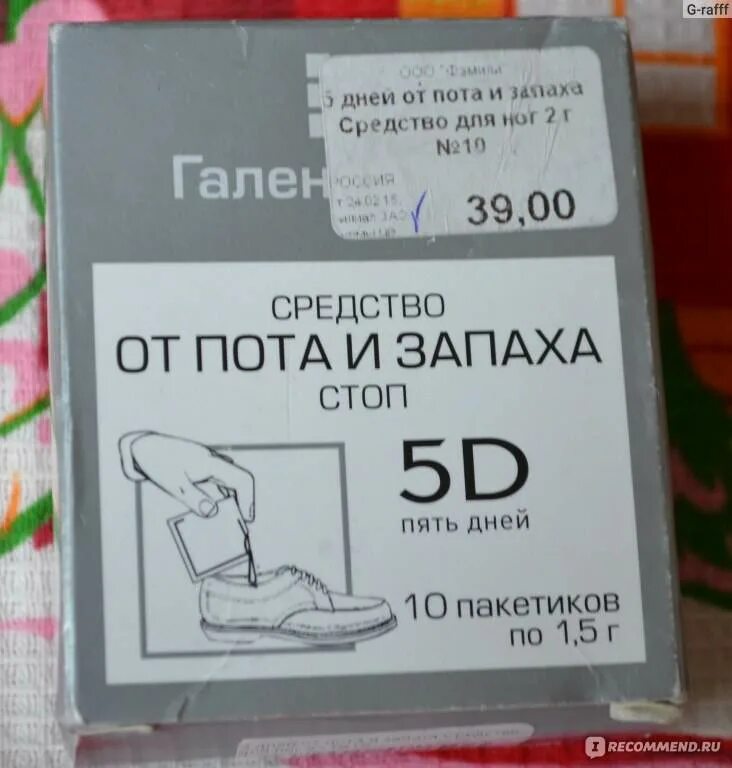 G-rafff
ООО "Фэмили"
5 дней от пота и запаха
Средство для ног 2 г
№10
РОССИЯ
39,00
Гален
СРЕДСТВО
ОТ ПОТА И ЗАПАХА
СТОП
5D
пять дней
10 пакетиков
по 1,5 г
I RECOMMEND.RU